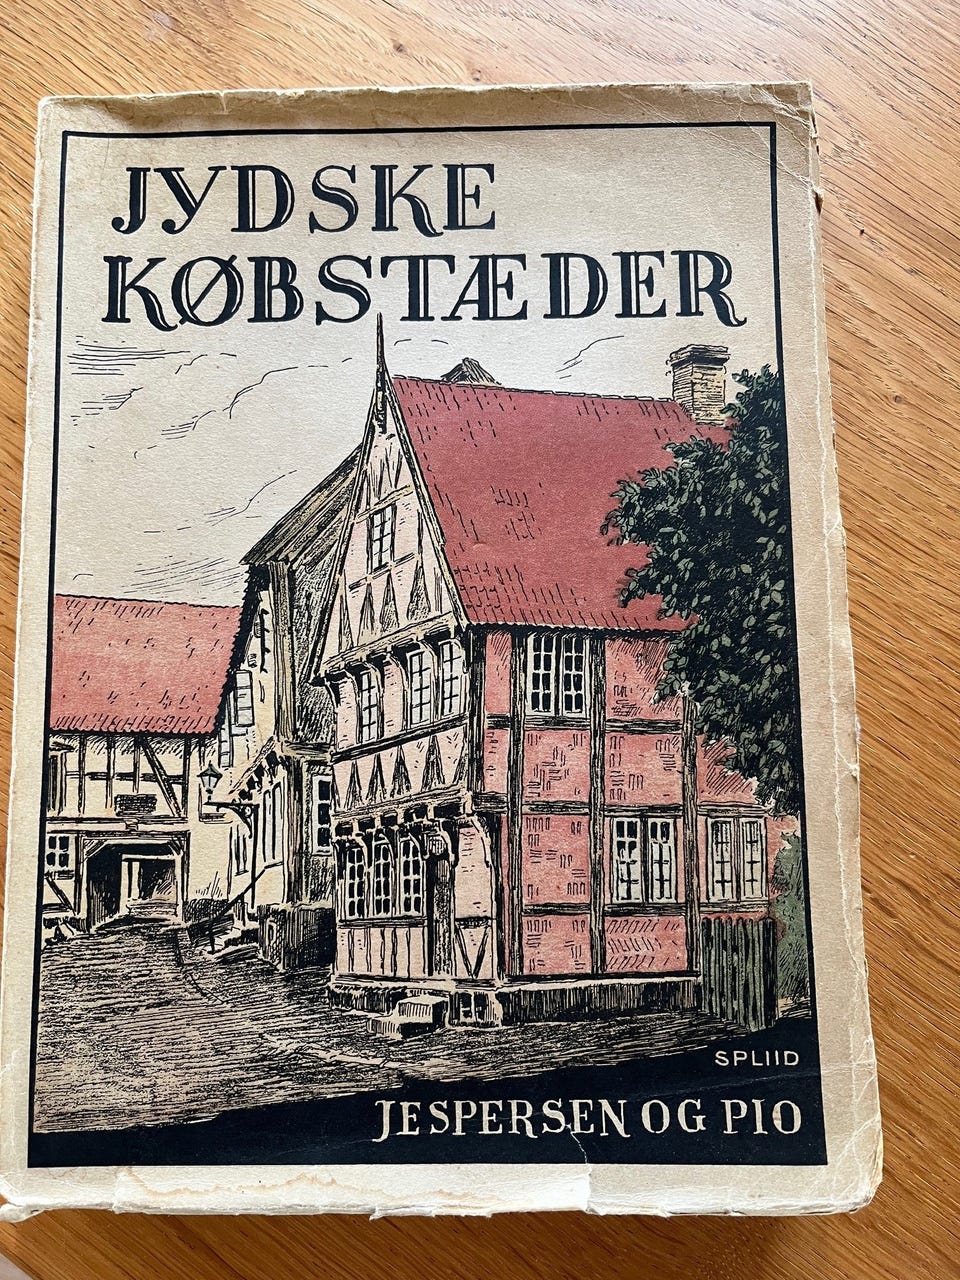 JYDSKE
KØBSTÆDER
SPLIID
JESPERSEN OG PIO